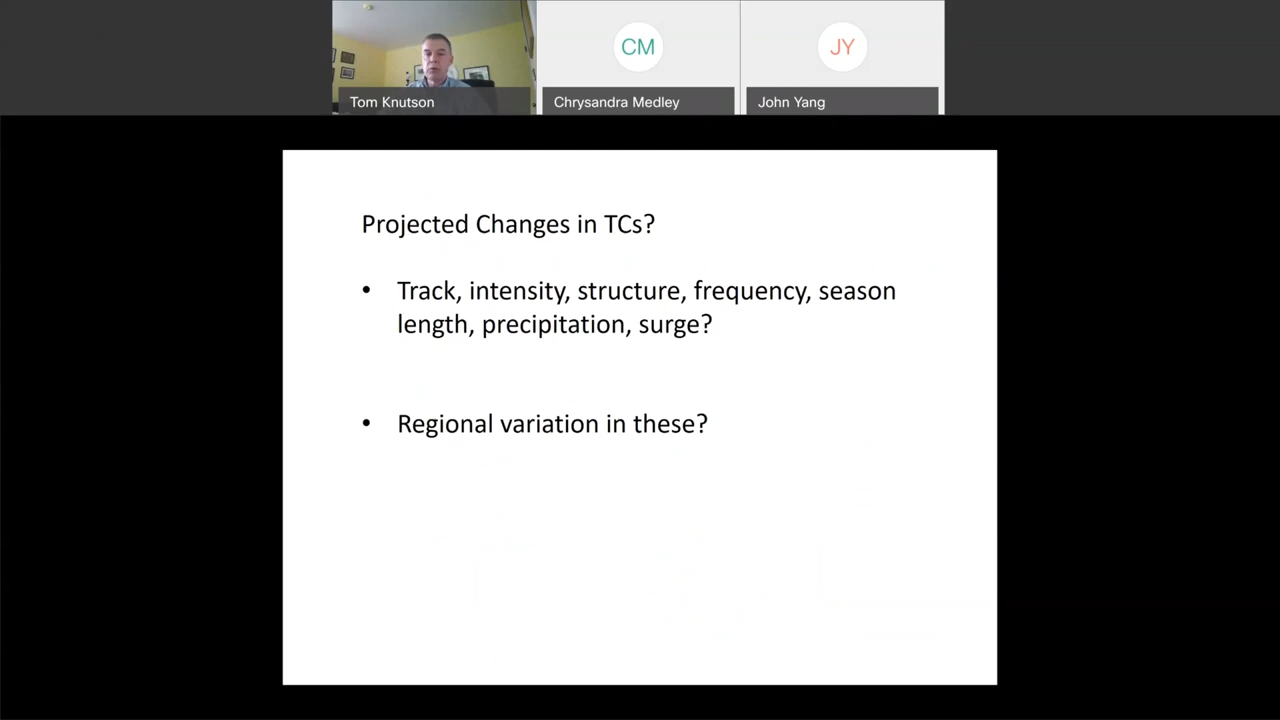 CM
JY
Tom Knutson
Chrysandra Medley
John Yang
Projected Changes in TCs?
• Track, intensity, structure, frequency, season
length, precipitation, surge?
• Regional variation in these?